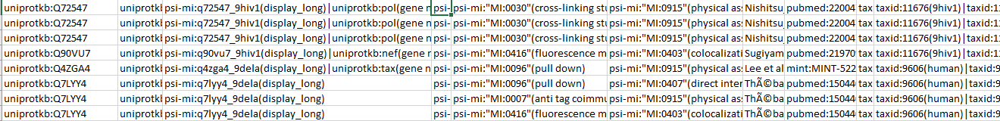 uniprotkb:Q72547 uniprotk psi-mi:q72547_9hiv1(display_long)|uniprotkb:pol(gene n psi- psi-mi:"MI:0030"(cross-linking stu psi-mi:"MI:0915"(physical ass Nishitsu pubmed:22004 tax taxid:11676(9hiv1)|taxid:11
uniprotkb:Q72547 uniprotk psi-mi:q72547_9hiv1(display_long)|uniprotkb:pol(gene n psi- psi-mi:"MI:0030"(cross-linking stu psi-mi:"MI:0915"(physical ass Nishitsu pubmed:22004 tax taxid:11676(9hiv1)|taxid:11
uniprotkb:Q72547 uniprotk psi-mi:q72547_9hiv1(display_long)|uniprotkb:pol(gene n psi- psi-mi:"MI:0030"(cross-linking stu psi-mi:"MI:0915"(physical ass Nishitsu pubmed:22004 tax taxid:11676(9hiv1)|taxid:11
uniprotkb:Q90VU7 uniprotk psi-mi:q90vu7_9hiv1(display_long)|uniprotkb:nef(gene n psi- psi-mi:"MI:0416"(fluorescence m psi-mi:"MI:0403"(colocalizati Sugiyam pubmed:21970 tax taxid:11676(9hiv1)|taxid:11
uniprotkb:Q4ZGA4 uniprotk psi-mi:q4zga4_9dela(display_long)|uniprotkb:tax(gene n psi- psi-mi:"MI:0096"(pull down) psi-mi:"MI:0915"(physical ass Lee et al mint:MINT-522 tax taxid:9606(human)|taxid:9
uniprotkb:Q7LYY4 uniprotk psi-mi:q7lyy4_9dela(display_long) psi- psi-mi:"MI:0096"(pull down) psi-mi:"MI:0407"(direct inter ThÃ©ba pubmed:15044 tax taxid:9606(human)|taxid:9
uniprotkb:Q7LYY4 uniprotk psi-mi:q7lyy4_9dela(display_long) psi- psi-mi:"MI:0007"(anti tag coimmu psi-mi:"MI:0915"(physical ass ThÃ©ba pubmed:15044 tax taxid:9606(human)|taxid:9
uniprotkb:Q7LYY4 uniprotk psi-mi:q7lyy4_9dela(display_long) psi- psi-mi:"MI:0416"(fluorescence m psi-mi:"MI:0403"(colocalizati ThÃ©ba pubmed:15044 tax taxid:9606(human)|taxid:9